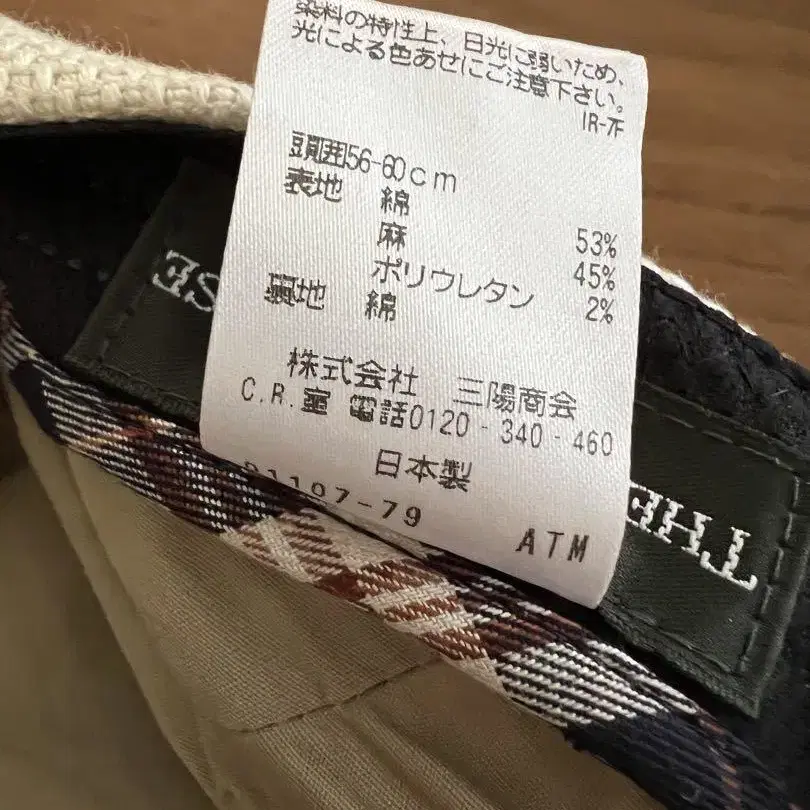 染料の特性上、日光に弱いため、
光による色あせにご注意下さい。
IR-7F
頭囲56-60cm
表地 綿 53%
麻 45%
ポリウレタン 2%
裏地 綿
株式会社 三陽商会
C.R.室 電話0120-340-460
日本製
-79
ATM
SE
THE